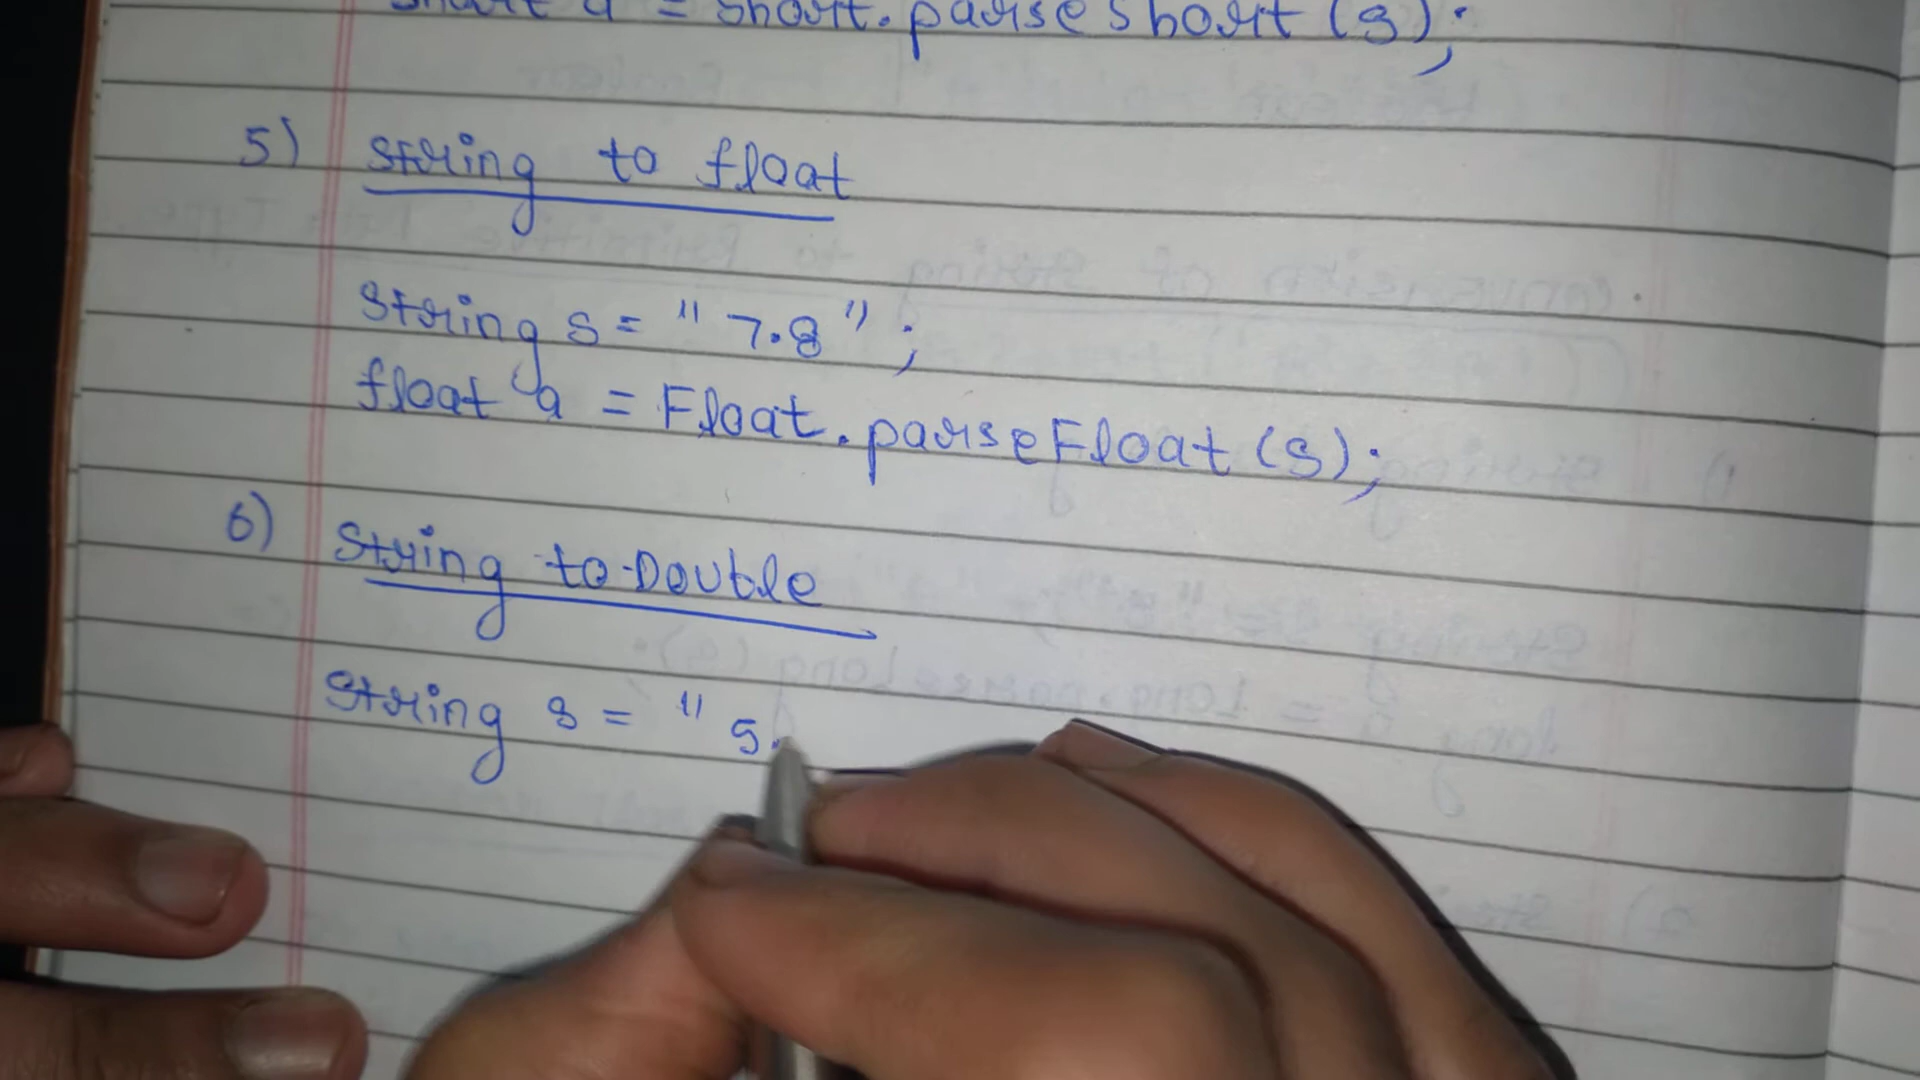 short a = Short.parseShort(s);
5) string to float
String s = "7.8";
float a = Float.parseFloat(s);
6) String to Double
String s = "5.